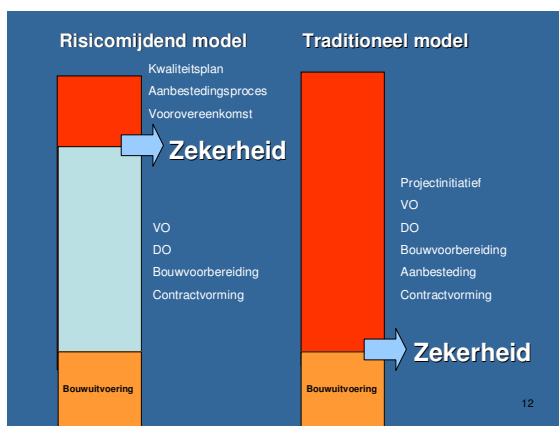 Risicomijdend model
Kwaliteitsplan
Aanbestedingsproces
Voorovereenkomst
Zekerheid
VO
DO
Bouwvoorbereiding
Contractvorming
Bouwuitvoering
Traditioneel model
Projectinitiatief
VO
DO
Bouwvoorbereiding
Aanbesteding
Contractvorming
Zekerheid
Bouwuitvoering
12